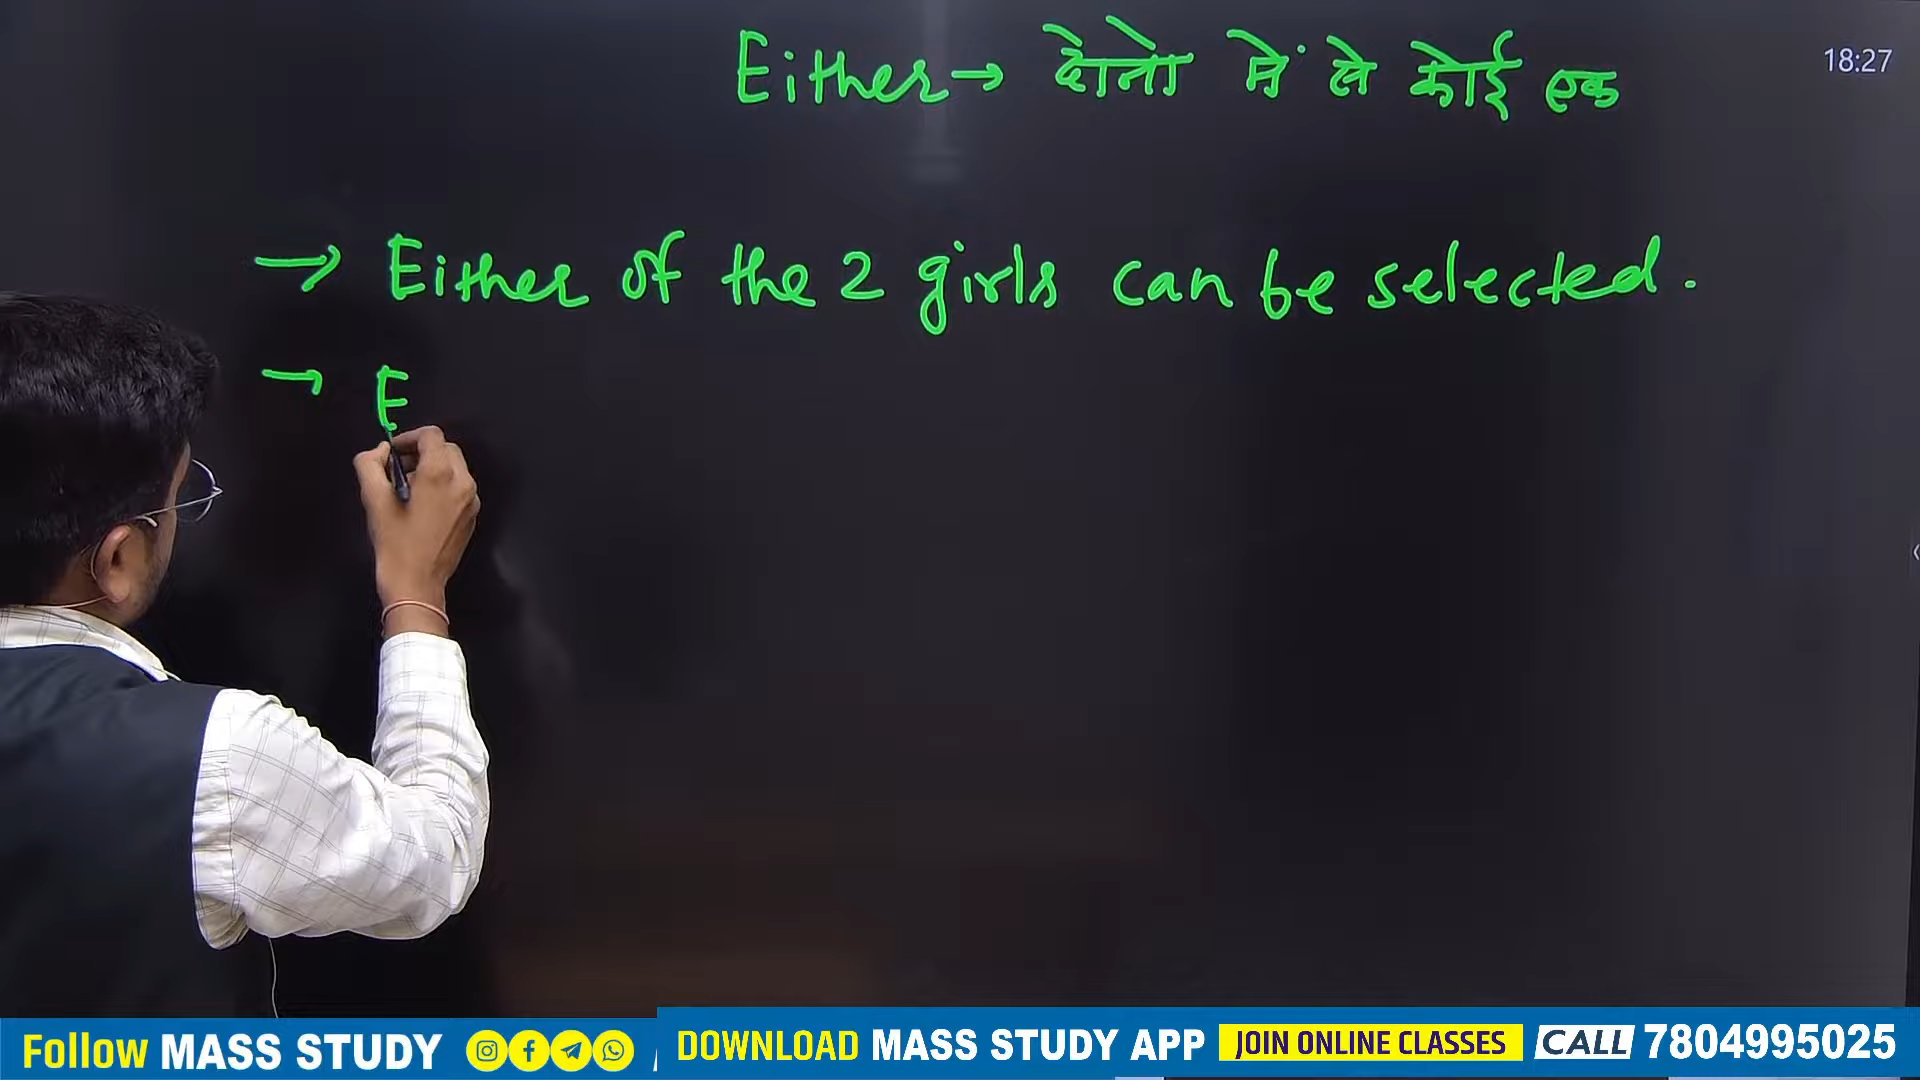 Either→ दोनो में से कोई एक
18:27
→ Either of the 2 girls can be selected.
→ E
Follow MASS STUDY
DOWNLOAD MASS STUDY APP JOIN ONLINE CLASSES CALL 7804995025